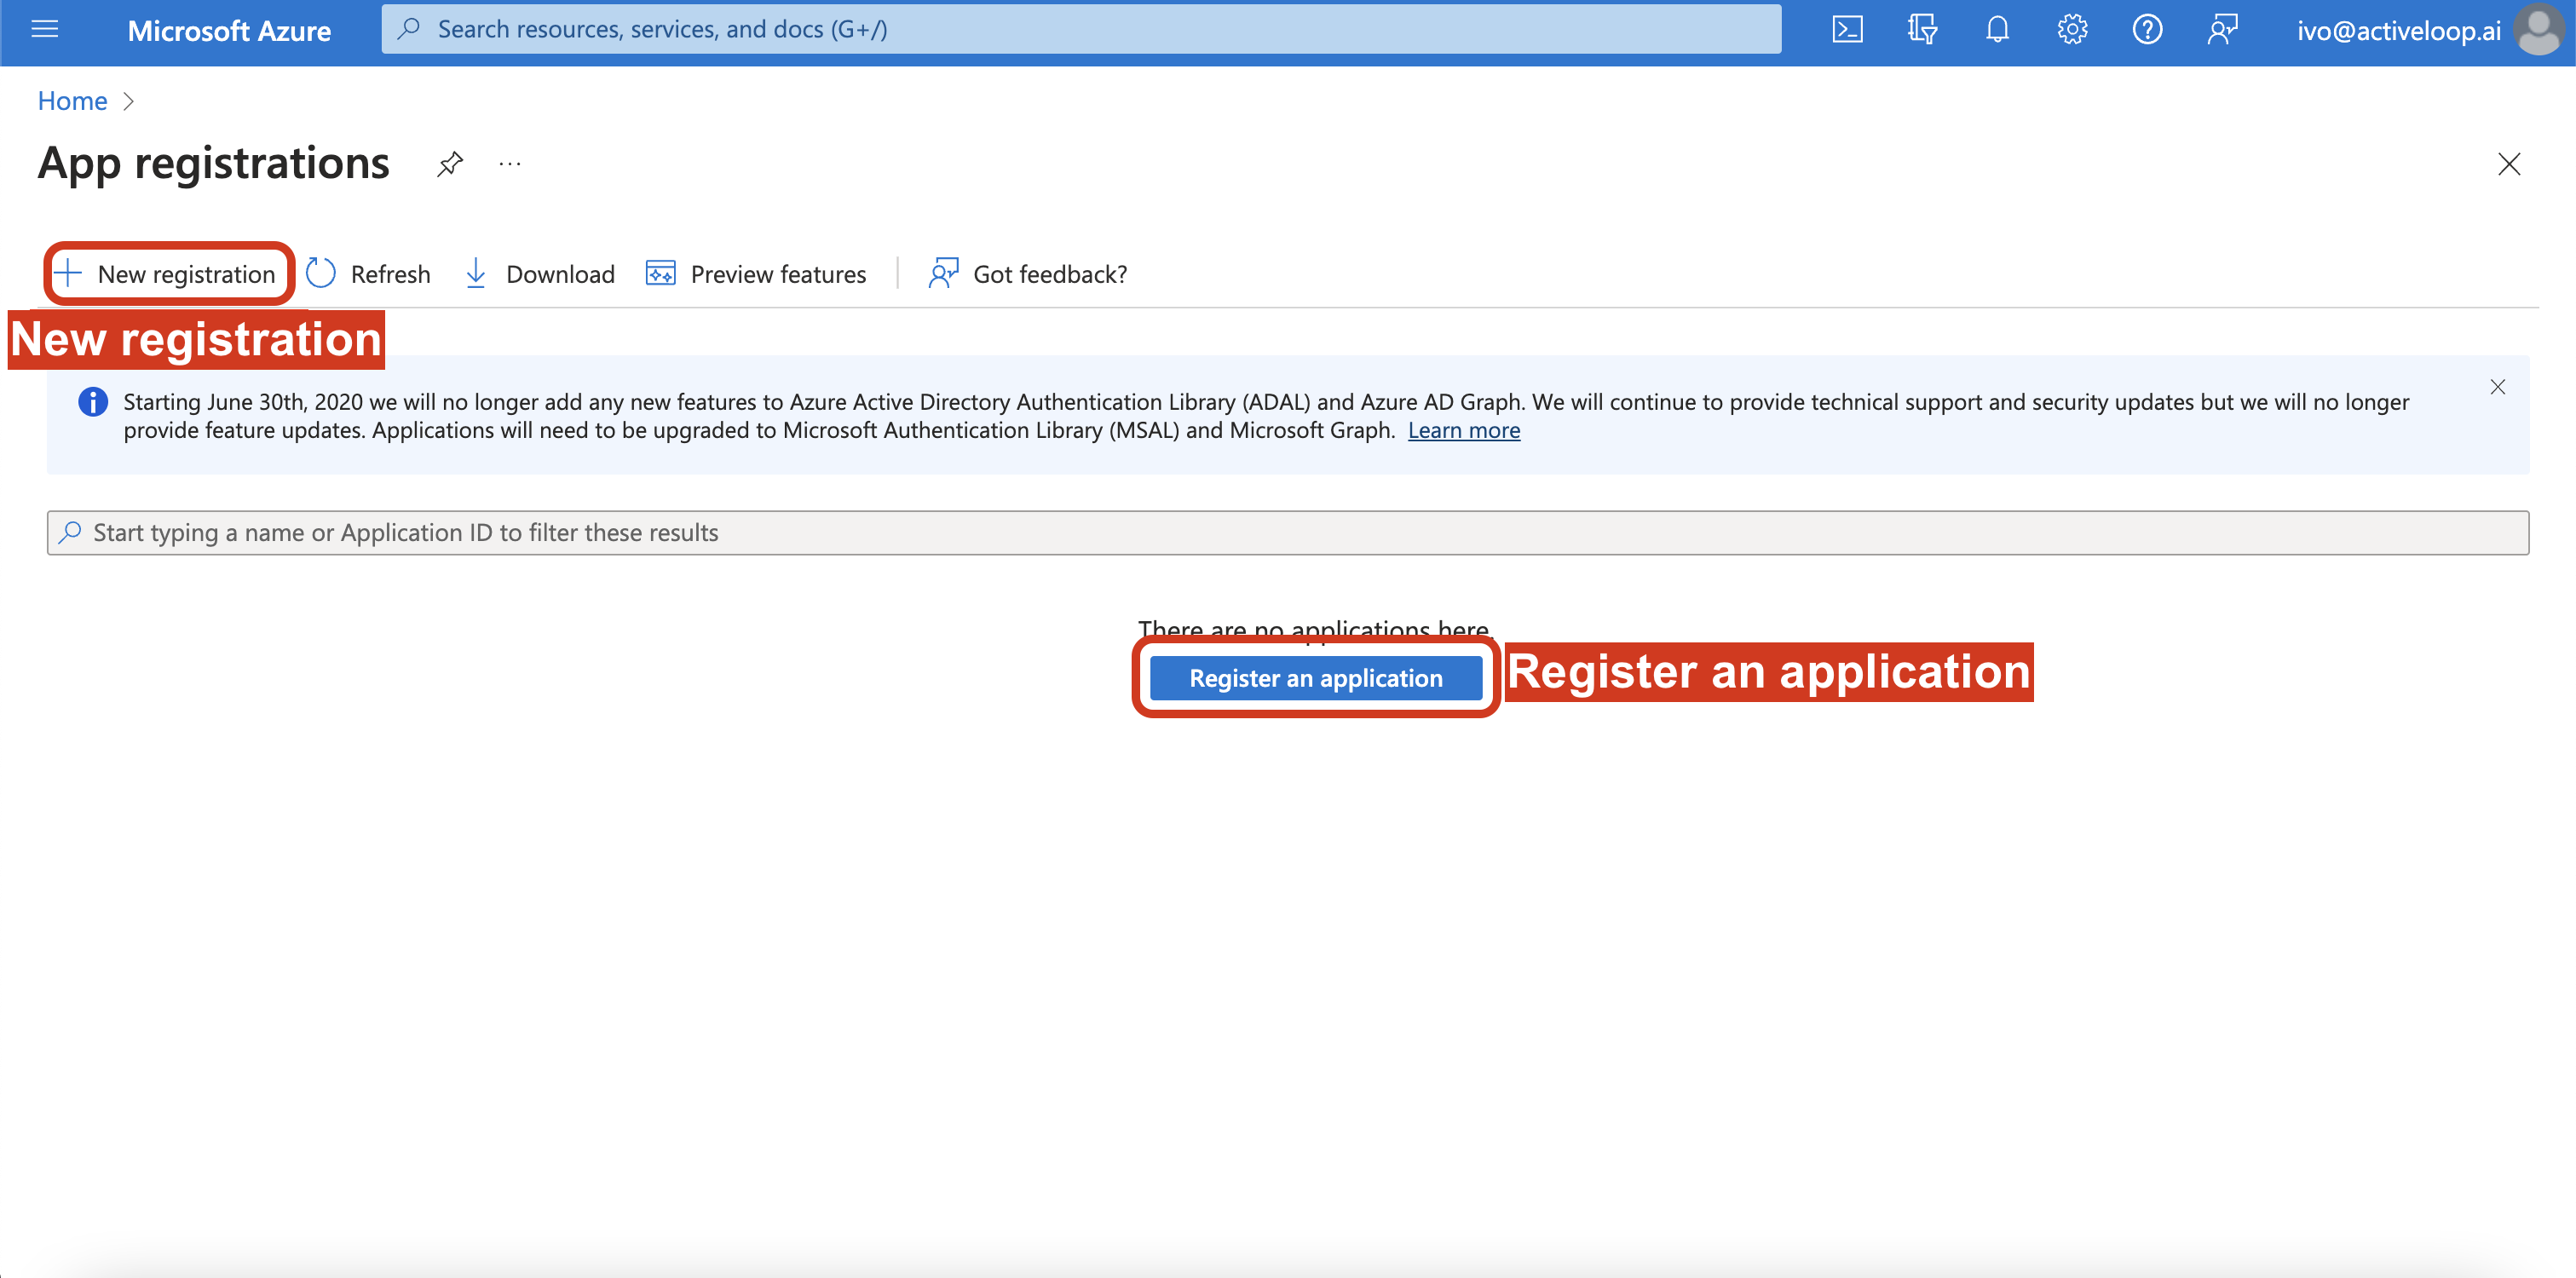 Microsoft Azure
Search resources, services, and docs (G+/)
ivo@activeloop.ai
Home
App registrations
New registration
Refresh
Download
Preview features
Got feedback?
New registration
Starting June 30th, 2020 we will no longer add any new features to Azure Active Directory Authentication Library (ADAL) and Azure AD Graph. We will continue to provide technical support and security updates but we will no longer
provide feature updates. Applications will need to be upgraded to Microsoft Authentication Library (MSAL) and Microsoft Graph. Learn more
Start typing a name or Application ID to filter these results
There are no applications here.
Register an application
Register an application